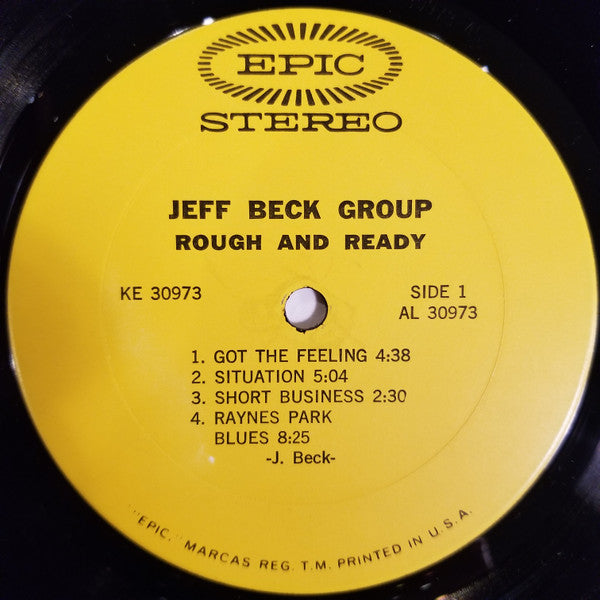 EPIC
STEREO
JEFF BECK GROUP
ROUGH AND READY
KE 30973
SIDE 1
AL 30973
1. GOT THE FEELING 4:38
2. SITUATION 5:04
3. SHORT BUSINESS 2:30
4. RAYNES PARK
BLUES 8:25
-J. Beck-
"EPIC," MARCAS REG. T.M. PRINTED IN U.S.A.